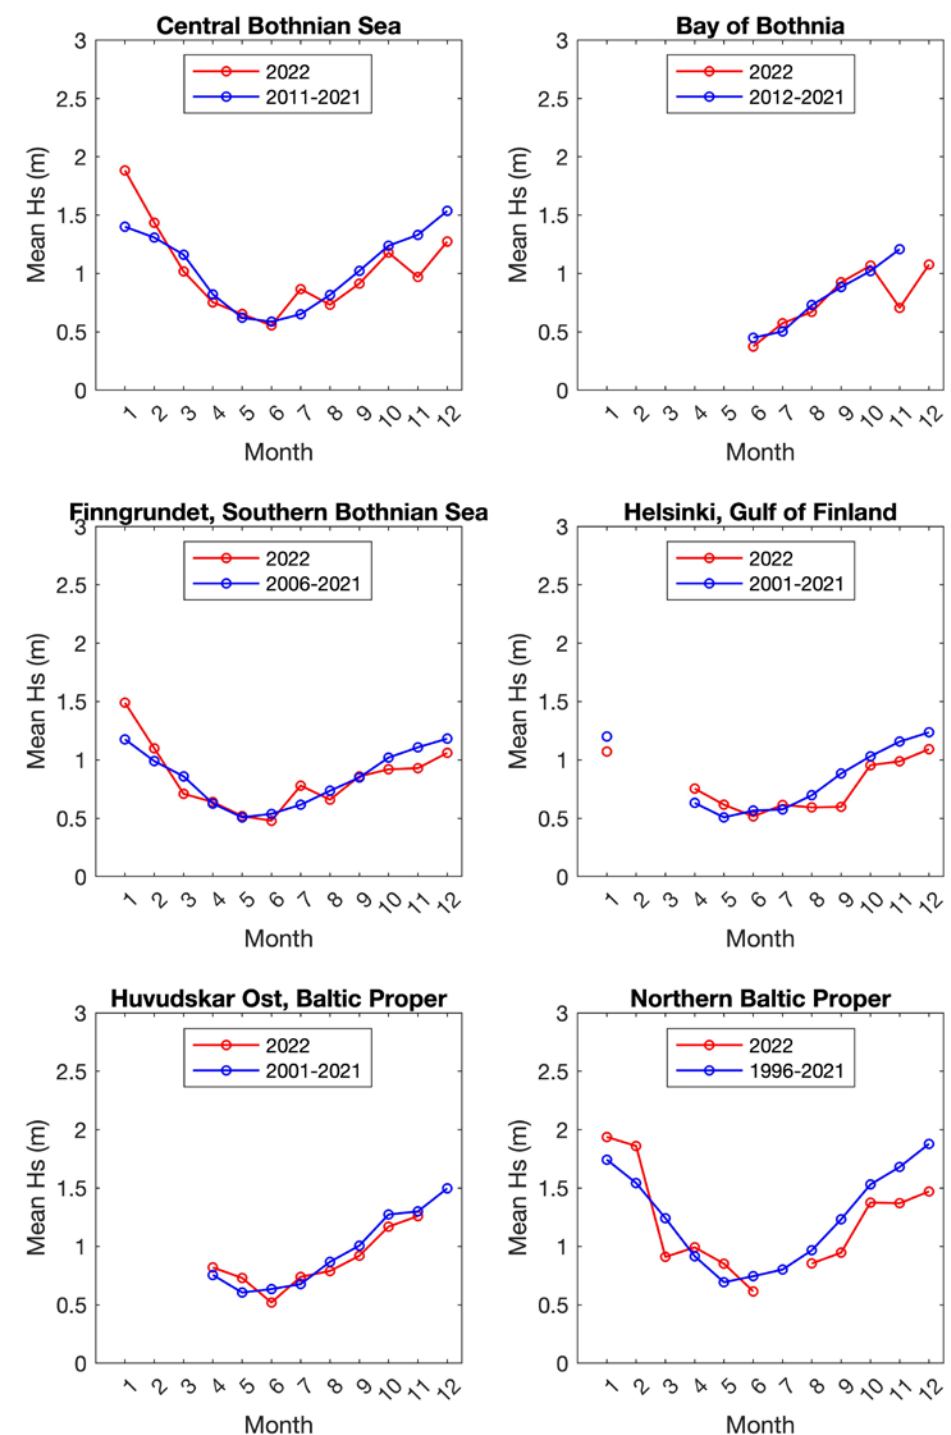 Central Bothnian Sea
3
2.5
2
1.5
1
0.5
0
Mean Hs (m)
2022
2011-2021
1 2 3 4 5 6 7 8 9 10 11 12
Month
Bay of Bothnia
3
2.5
2
1.5
1
0.5
0
Mean Hs (m)
2022
2012-2021
1 2 3 4 5 6 7 8 9 10 11 12
Month
Finngrundet, Southern Bothnian Sea
3
2.5
2
1.5
1
0.5
0
Mean Hs (m)
2022
2006-2021
1 2 3 4 5 6 7 8 9 10 11 12
Month
Helsinki, Gulf of Finland
3
2.5
2
1.5
1
0.5
0
Mean Hs (m)
2022
2001-2021
1 2 3 4 5 6 7 8 9 10 11 12
Month
Huvudskar Ost, Baltic Proper
3
2.5
2
1.5
1
0.5
0
Mean Hs (m)
2022
2001-2021
1 2 3 4 5 6 7 8 9 10 11 12
Month
Northern Baltic Proper
3
2.5
2
1.5
1
0.5
0
Mean Hs (m)
2022
1996-2021
1 2 3 4 5 6 7 8 9 10 11 12
Month